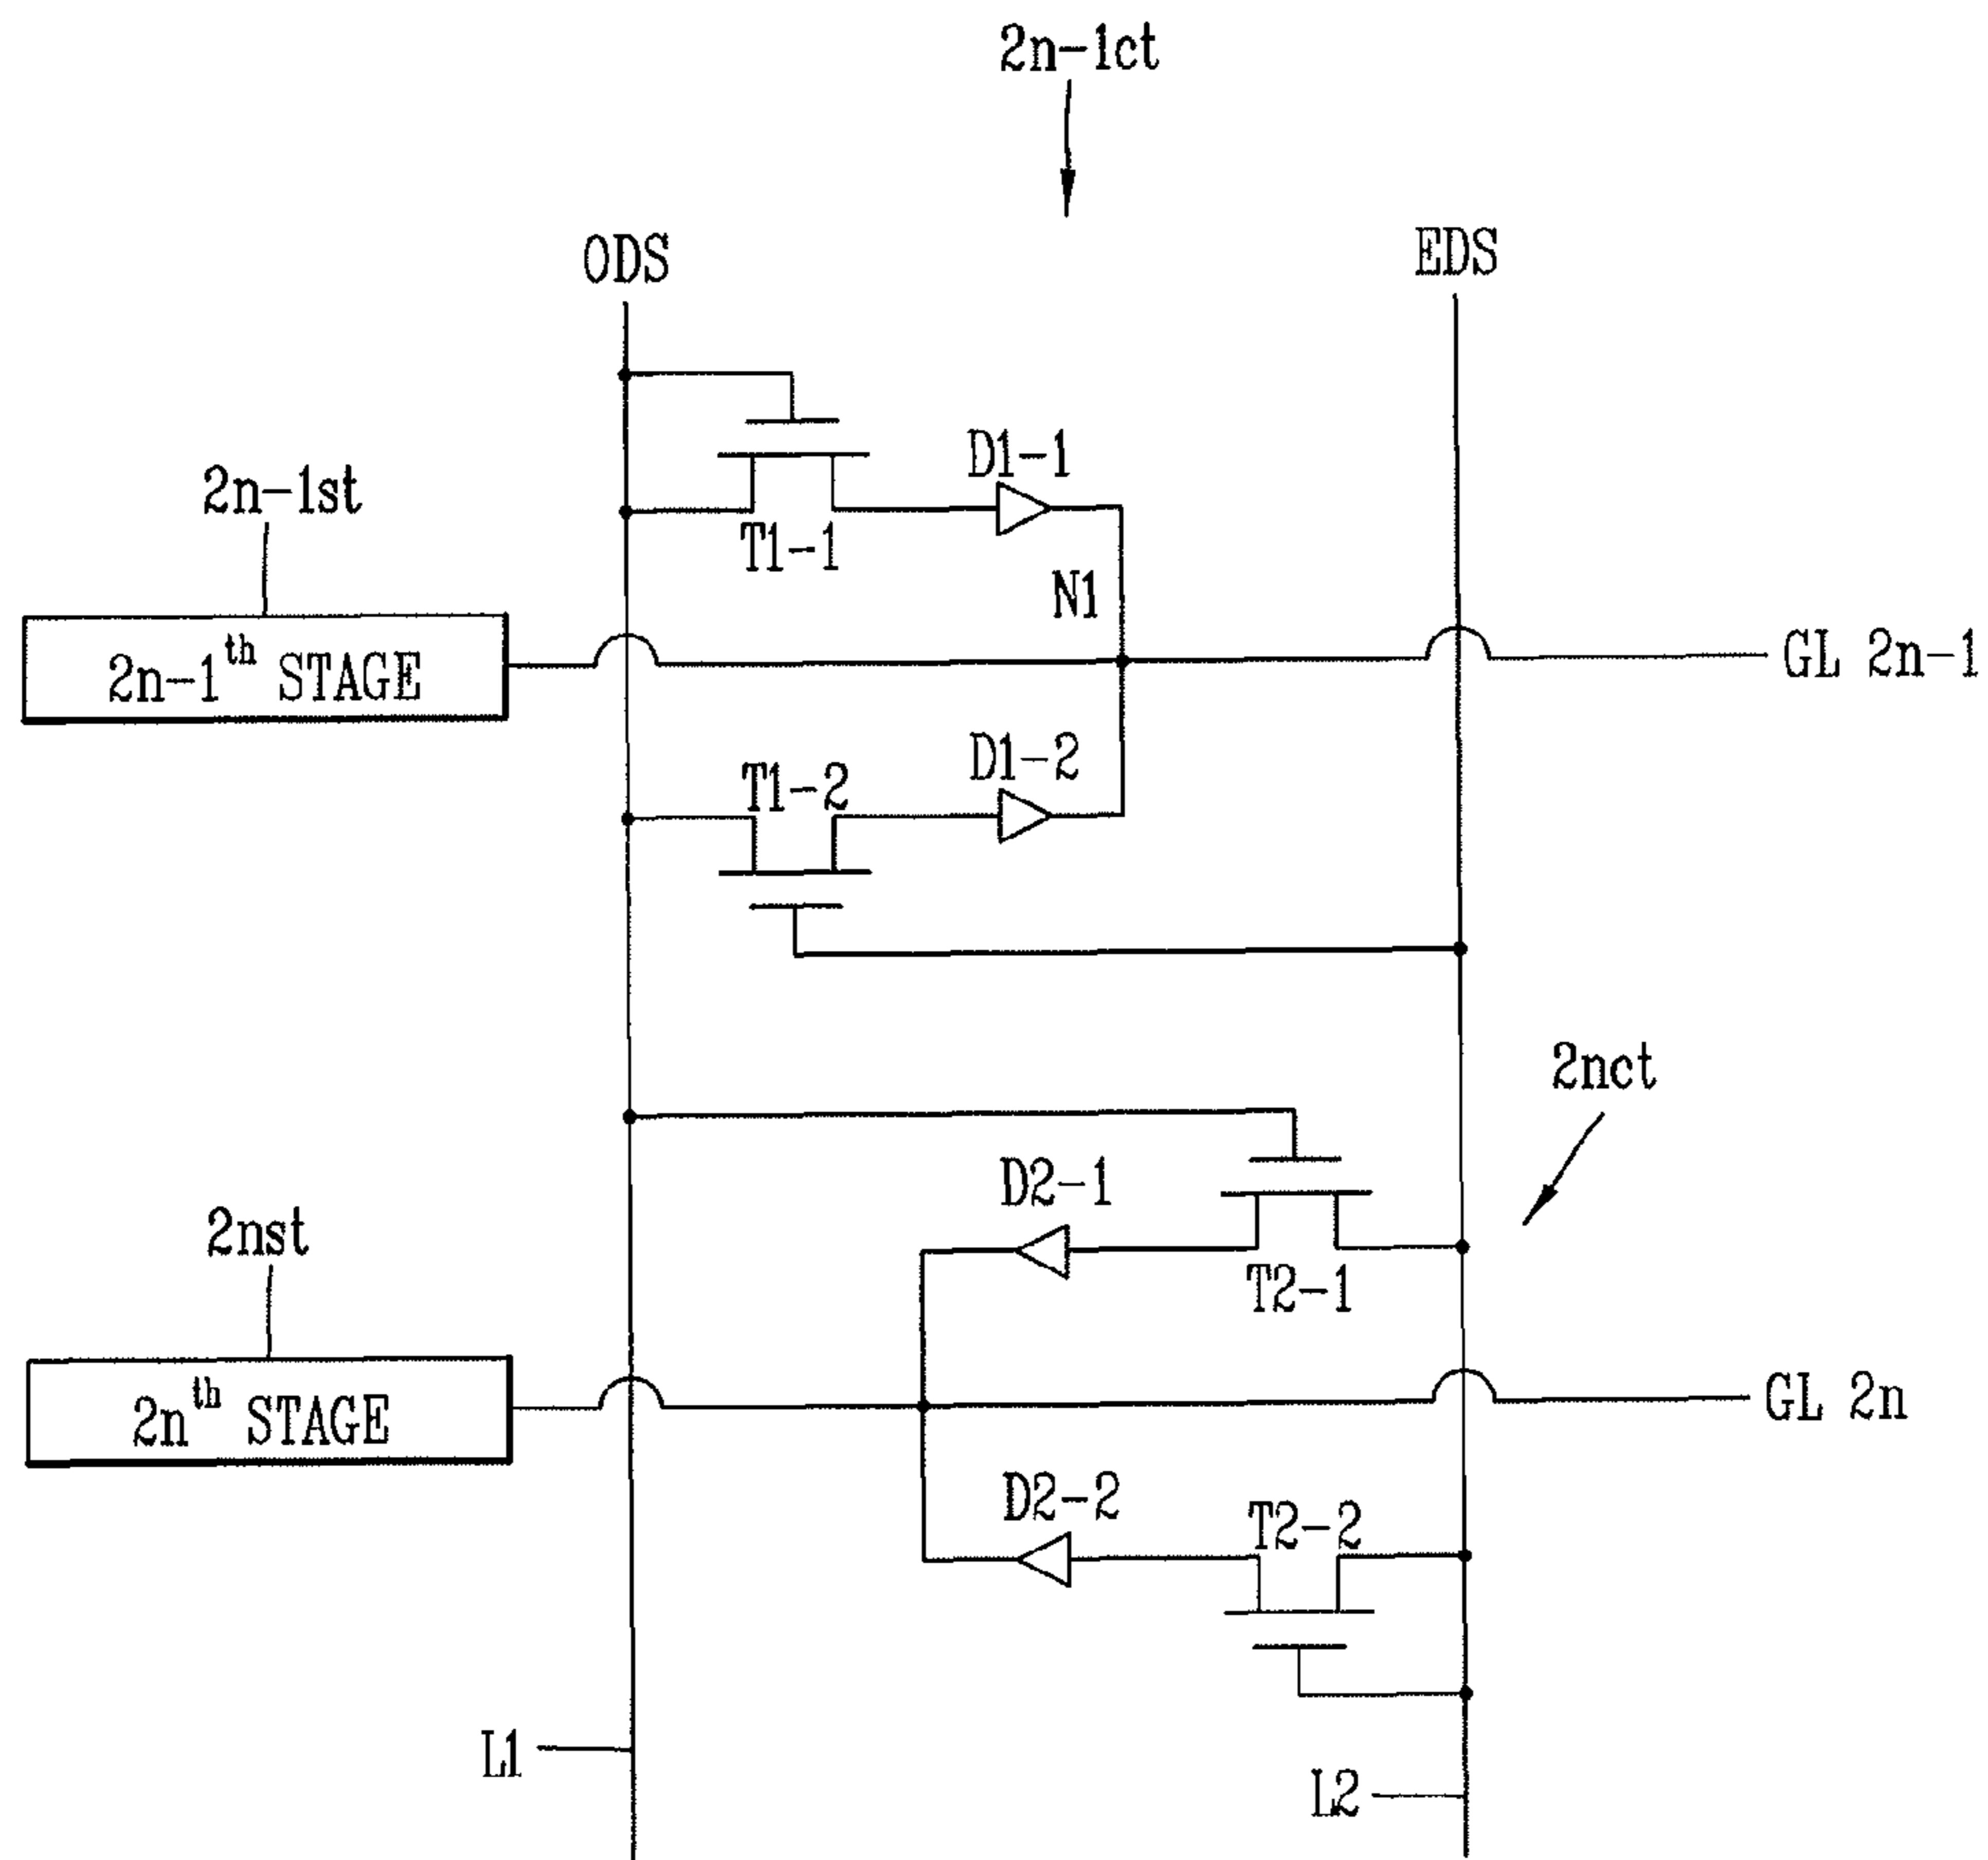 2n-1ct
ODS
EDS
D1-1
2n-1st
T1-1
N1
2n-1th STAGE
GL 2n-1
D1-2
T1-2
2nct
D2-1
2nst
T2-1
2nth STAGE
GL 2n
D2-2
T2-2
L1
L2